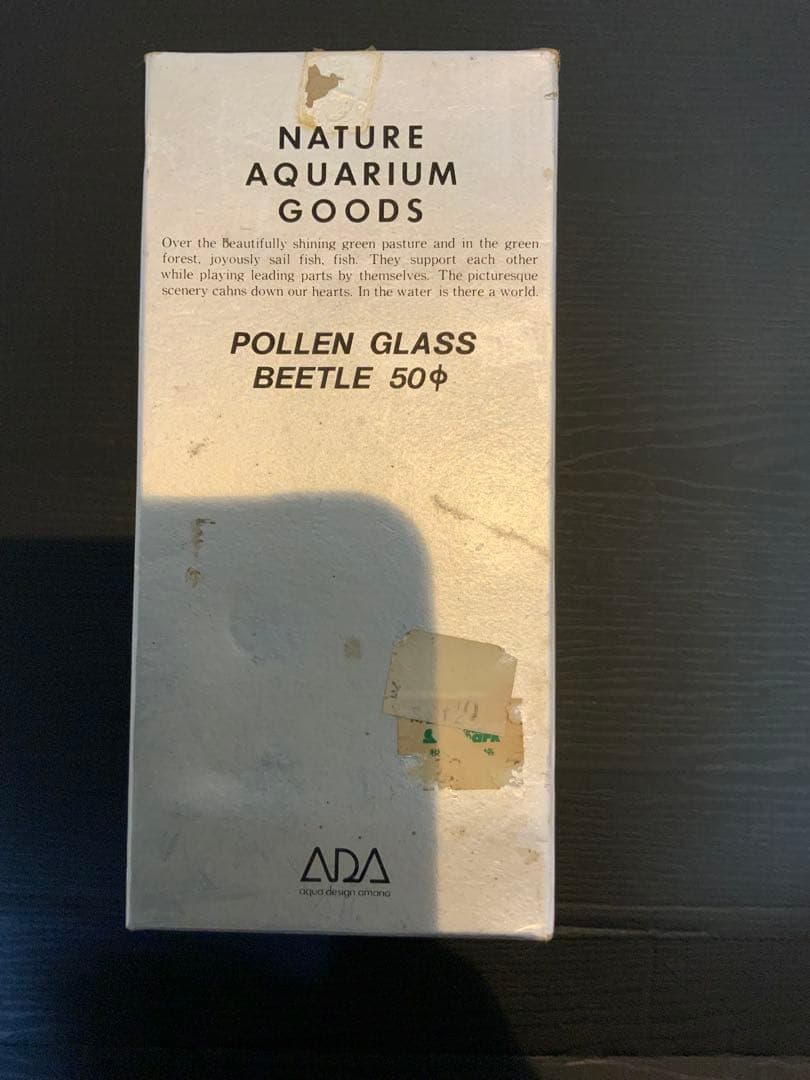 NATURE
AQUARIUM
GOODS
Over the Beautifully shining green pasture and in the green
forest, joyously sail fish, fish. They support each other
while playing leading parts by themselves. The picturesque
scenery cahns down our hearts. In the water is there a world.
POLLEN GLASS
BEETLE 50φ
ADA
aqua design amano